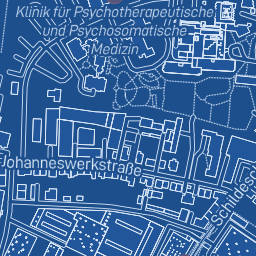 Klinik für Psychotherapeutische
und Psychosomatische
Medizin
Johanneswerkstraße